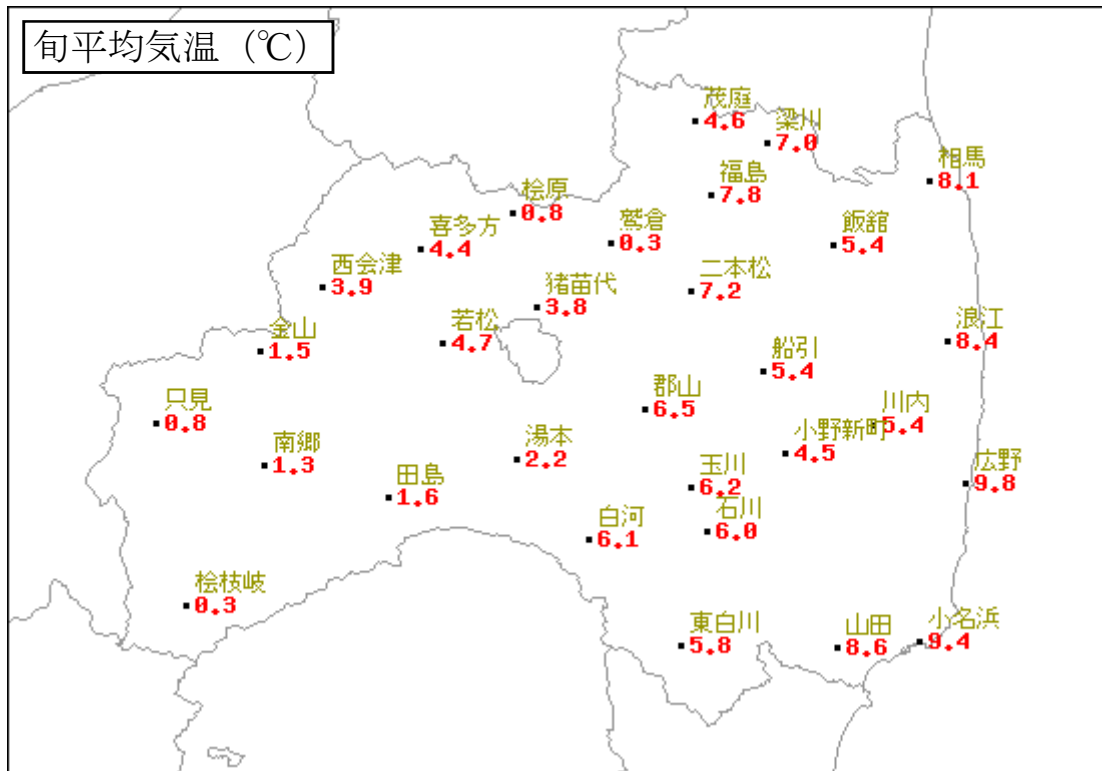 旬平均気温（℃）
茂庭
4.6
梁川
7.0
相馬
8.1
福島
7.8
桧原
0.8
鷲倉
0.3
喜多方
4.4
飯舘
5.4
西会津
3.9
二本松
7.2
猪苗代
3.8
若松
4.7
金山
1.5
浪江
8.4
船引
5.4
郡山
6.5
只見
0.8
川内
5.4
小野新町
4.5
南郷
1.3
湯本
2.2
広野
9.8
玉川
6.2
田島
1.6
石川
6.0
白河
6.1
桧枝岐
0.3
東白川
5.8
山田
8.6
小名浜
9.4